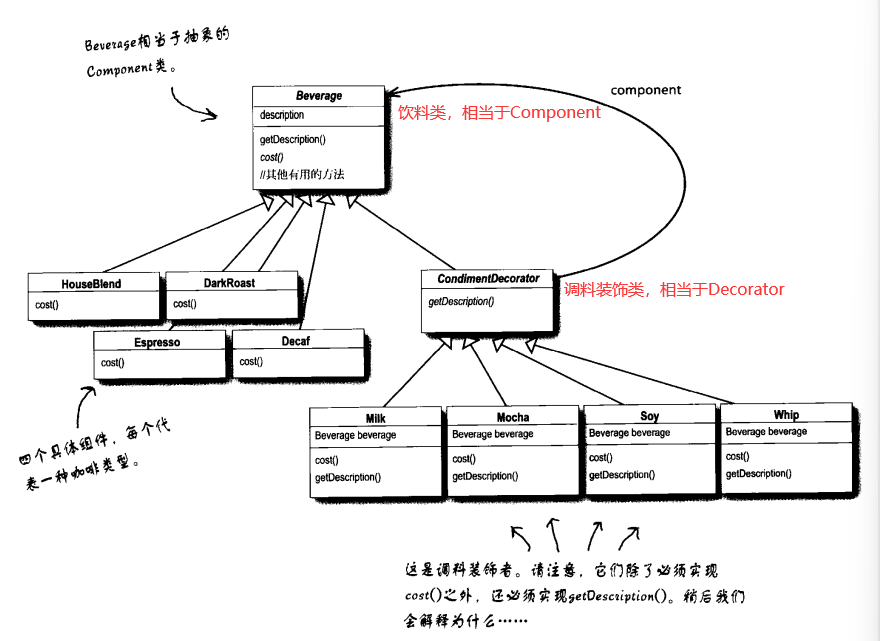 Beverage相当于抽象的
Component类。
Beverage
description
getDescription()
cost()
//其他有用的方法
component
饮料类，相当于Component
HouseBlend
cost()
DarkRoast
cost()
Espresso
cost()
Decaf
cost()
CondimentDecorator
getDescription()
调料装饰类，相当于Decorator
四个具体组件，每个代
表一种咖啡类型。
Milk
Beverage beverage
cost()
getDescription()
Mocha
Beverage beverage
cost()
getDescription()
Soy
Beverage beverage
cost()
getDescription()
Whip
Beverage beverage
cost()
getDescription()
这是调料装饰者。请注意，它们除了必须实现
cost()之外，还必须实现getDescription()。稍后我们
会解释为什么……